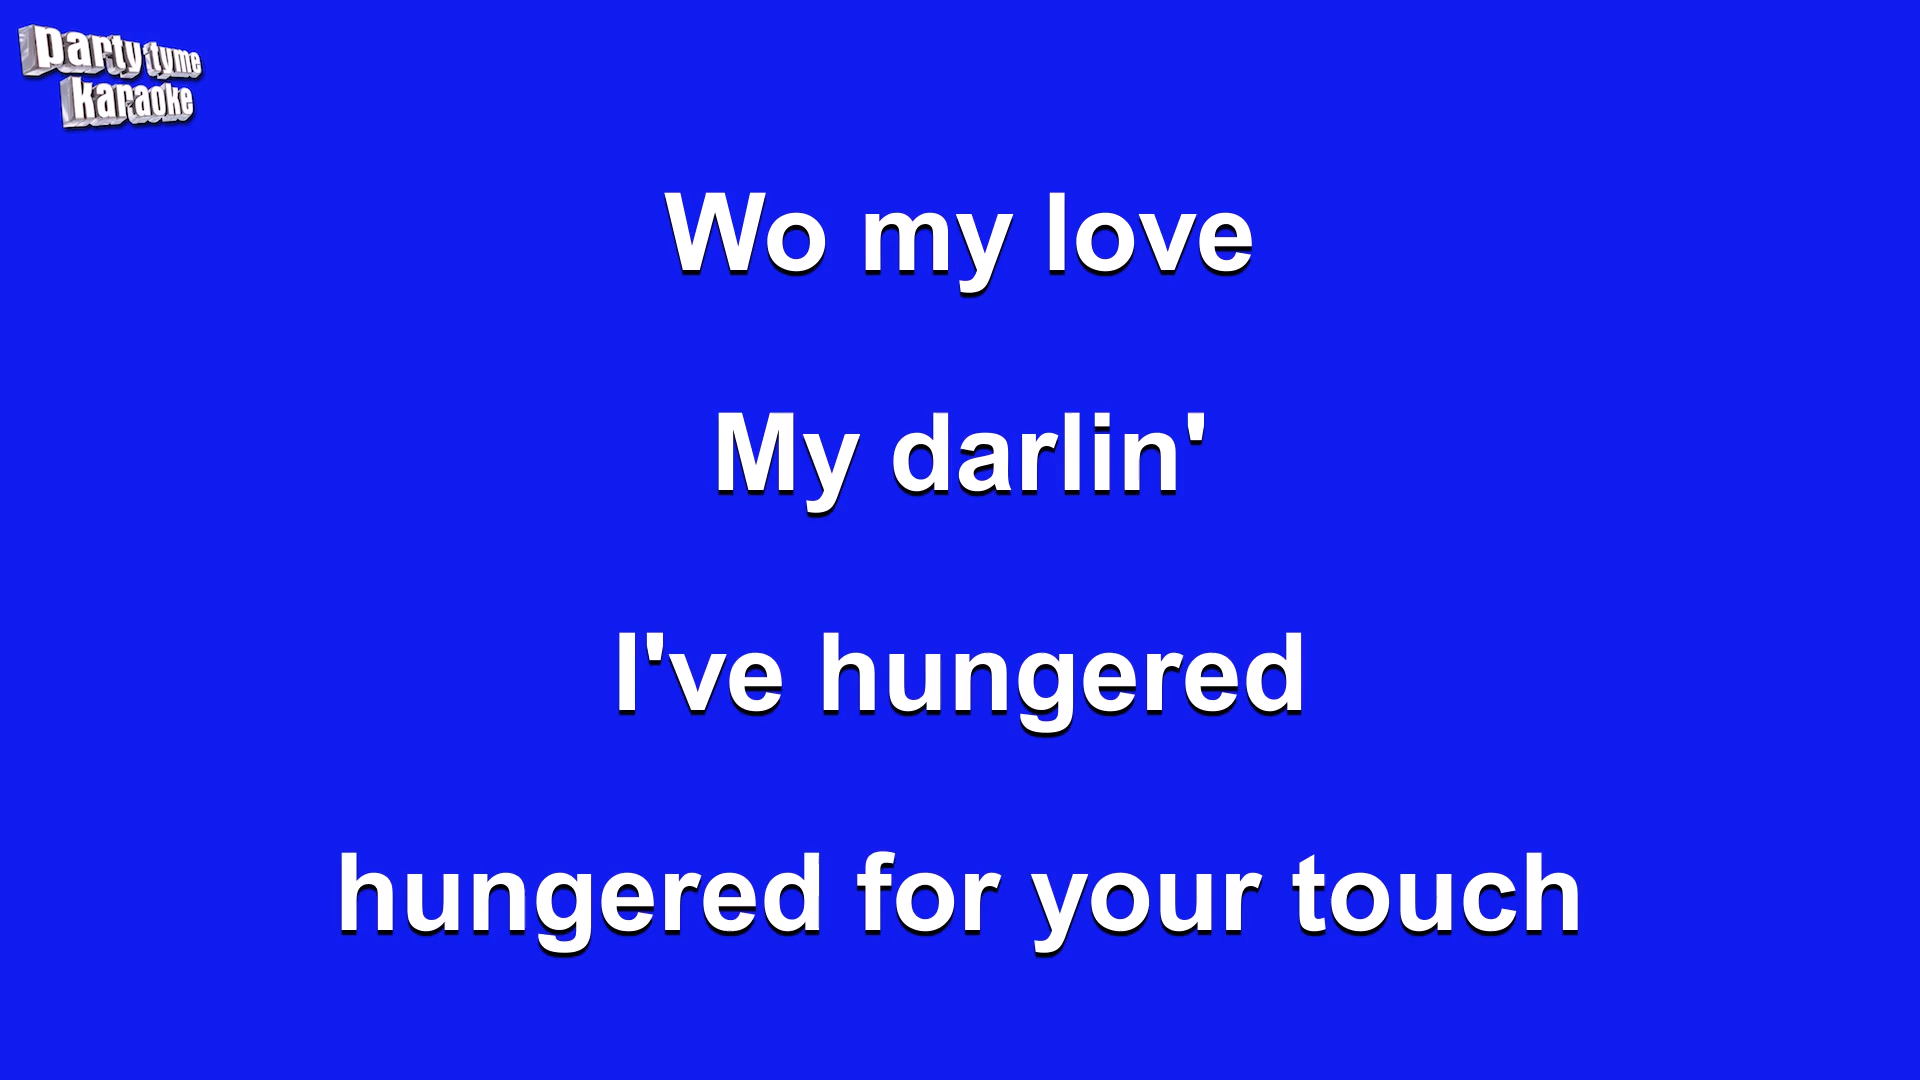 party tyme
karaoke
Wo my love
My darlin'
I've hungered
hungered for your touch